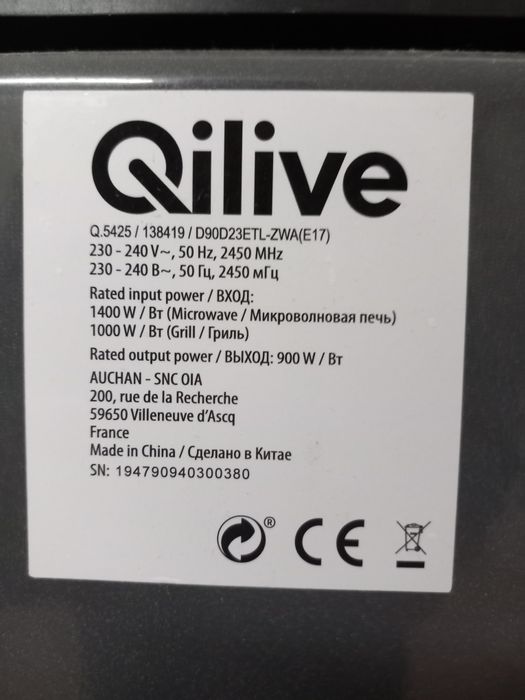 Qilive
Q.5425 / 138419 / D90D23ETL-ZWA(E17)
230 - 240 V~, 50 Hz, 2450 MHz
230 - 240 В~, 50 Гц, 2450 мГц
Rated input power / ВХОД:
1400 W / Вт (Microwave / Микроволновая печь)
1000 W / Вт (Grill / Гриль)
Rated output power / ВЫХОД: 900 W / Вт
AUCHAN - SNC OIA
200, rue de la Recherche
59650 Villeneuve d'Ascq
France
Made in China / Сделано в Китае
SN: 194790940300380
® CE